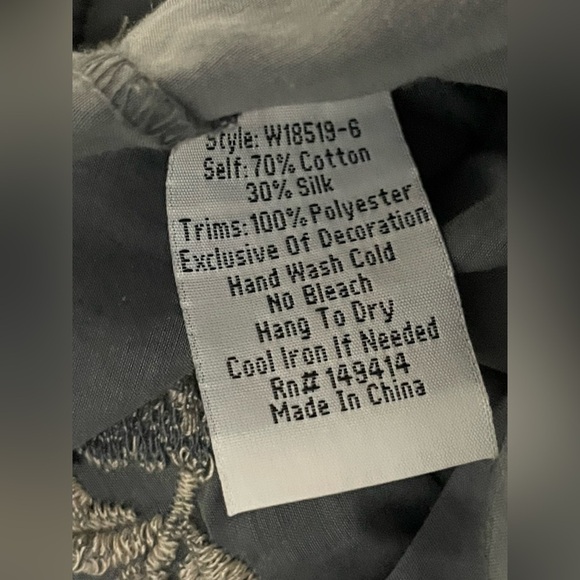 Style: W18519-6
Self: 70% Cotton
30% Silk
Trims: 100% Polyester
Exclusive Of Decoration
Hand Wash Cold
No Bleach
Hang To Dry
Cool Iron If Needed
Rn# 149414
Made In China